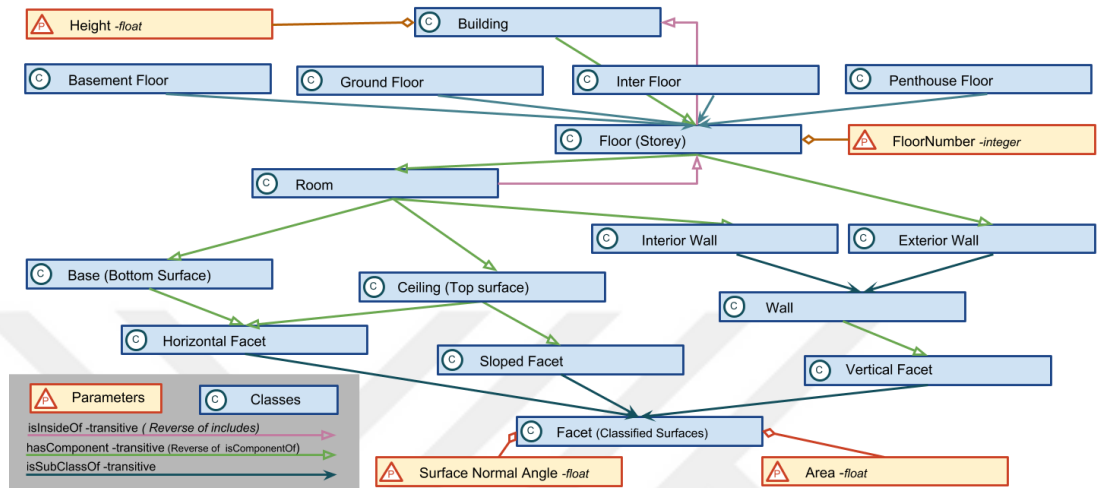 P Height -float
C Building
C Basement Floor
C Ground Floor
C Inter Floor
C Penthouse Floor
C Floor (Storey)
P FloorNumber -integer
C Room
C Interior Wall
C Exterior Wall
C Base (Bottom Surface)
C Ceiling (Top surface)
C Wall
C Horizontal Facet
C Sloped Facet
C Vertical Facet
P Parameters
C Classes
isInsideOf -transitive ( Reverse of includes)
hasComponent -transitive (Reverse of isComponentOf)
isSubClassOf -transitive
C Facet (Classified Surfaces)
P Surface Normal Angle -float
P Area -float